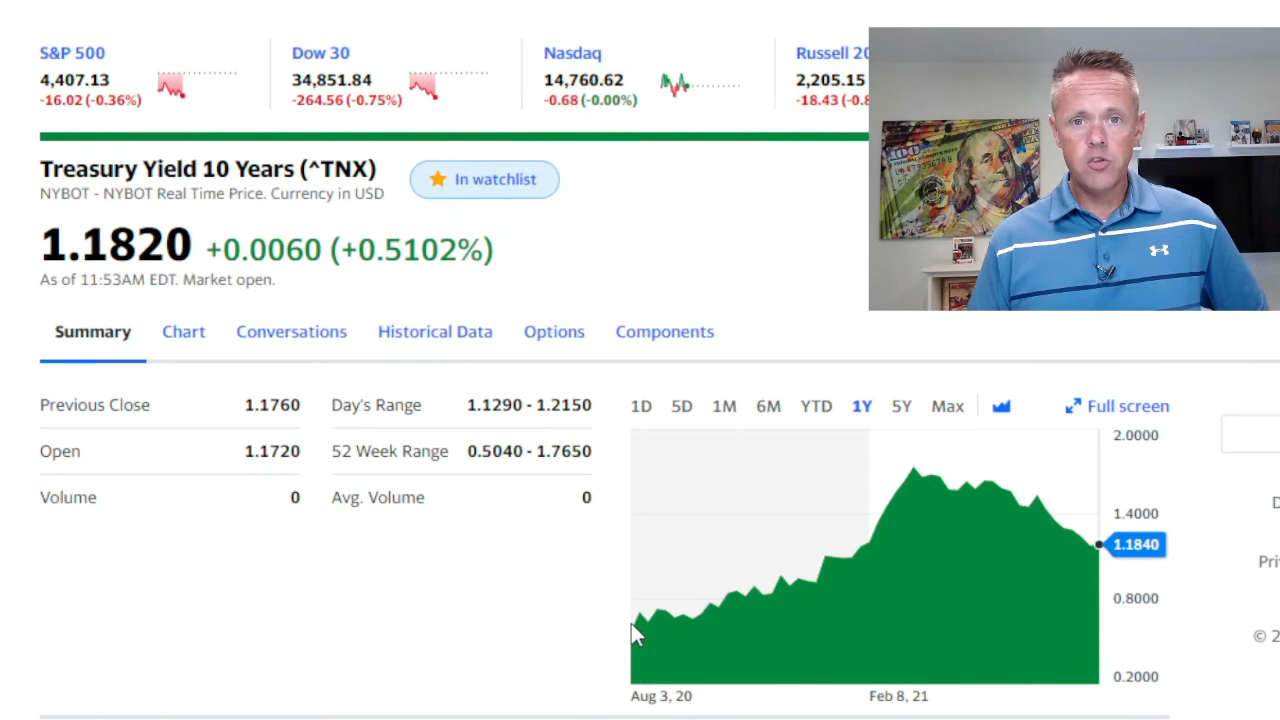 S&P 500
4,407.13
-16.02 (-0.36%)
Dow 30
34,851.84
-264.56 (-0.75%)
Nasdaq
14,760.62
-0.68 (-0.00%)
Russell 20
2,205.15
-18.43 (-0.8
100
Treasury Yield 10 Years (^TNX)
In watchlist
NYBOT - NYBOT Real Time Price. Currency in USD
1.1820 +0.0060 (+0.5102%)
As of 11:53AM EDT. Market open.
Summary Chart Conversations Historical Data Options Components
Previous Close 1.1760
Open 1.1720
Volume 0
Day's Range 1.1290 - 1.2150
52 Week Range 0.5040 - 1.7650
Avg. Volume 0
1D 5D 1M 6M YTD 1Y 5Y Max Full screen
2.0000
1.4000
1.1840
0.8000
0.2000
Aug 3, 20 Feb 8, 21
D
Pri
© 2